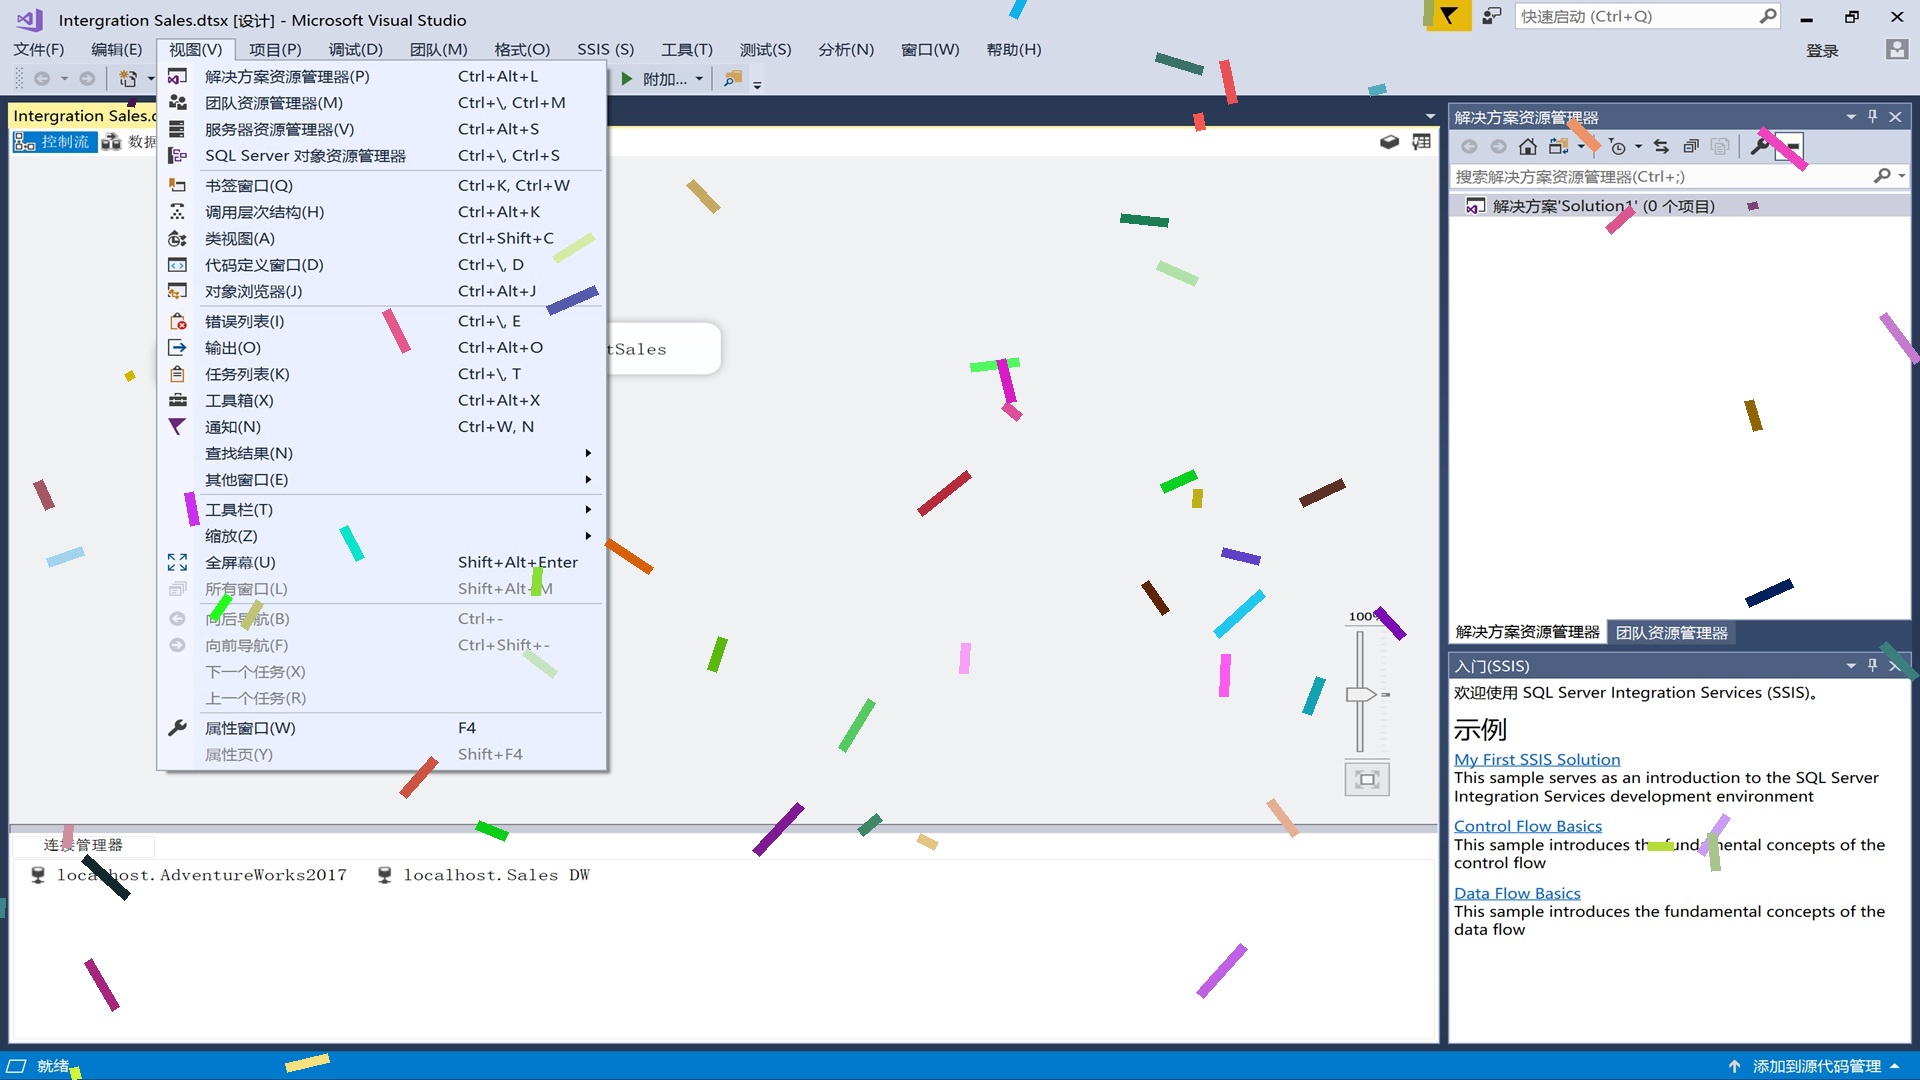 Intergration Sales.dtsx [设计] - Microsoft Visual Studio
快速启动 (Ctrl+Q)
文件(F) 编辑(E) 视图(V) 项目(P) 调试(D) 团队(M) 格式(O) SSIS (S) 工具(T) 测试(S) 分析(N) 窗口(W) 帮助(H)
登录
附加...
Intergration Sales.
控制流
数据
解决方案资源管理器(P) Ctrl+Alt+L
团队资源管理器(M) Ctrl+\, Ctrl+M
服务器资源管理器(V) Ctrl+Alt+S
SQL Server 对象资源管理器 Ctrl+\, Ctrl+S
书签窗口(Q) Ctrl+K, Ctrl+W
调用层次结构(H) Ctrl+Alt+K
类视图(A) Ctrl+Shift+C
代码定义窗口(D) Ctrl+\, D
对象浏览器(J) Ctrl+Alt+J
错误列表(I) Ctrl+\, E
输出(O) Ctrl+Alt+O
任务列表(K) Ctrl+\, T
工具箱(X) Ctrl+Alt+X
通知(N) Ctrl+W, N
查找结果(N)
其他窗口(E)
工具栏(T)
缩放(Z)
全屏幕(U) Shift+Alt+Enter
所有窗口(L) Shift+Alt+M
向后导航(B) Ctrl+-
向前导航(F) Ctrl+Shift+-
下一个任务(X)
上一个任务(R)
属性窗口(W) F4
属性页(Y) Shift+F4
tSales
100%
连接管理器
localhost.AdventureWorks2017 localhost.Sales DW
解决方案资源管理器
搜索解决方案资源管理器(Ctrl+;)
解决方案'Solution1' (0 个项目)
解决方案资源管理器 团队资源管理器
入门(SSIS)
欢迎使用 SQL Server Integration Services (SSIS)。
示例
My First SSIS Solution
This sample serves as an introduction to the SQL Server
Integration Services development environment
Control Flow Basics
This sample introduces the fundamental concepts of the
control flow
Data Flow Basics
This sample introduces the fundamental concepts of the
data flow
就绪
添加到源代码管理